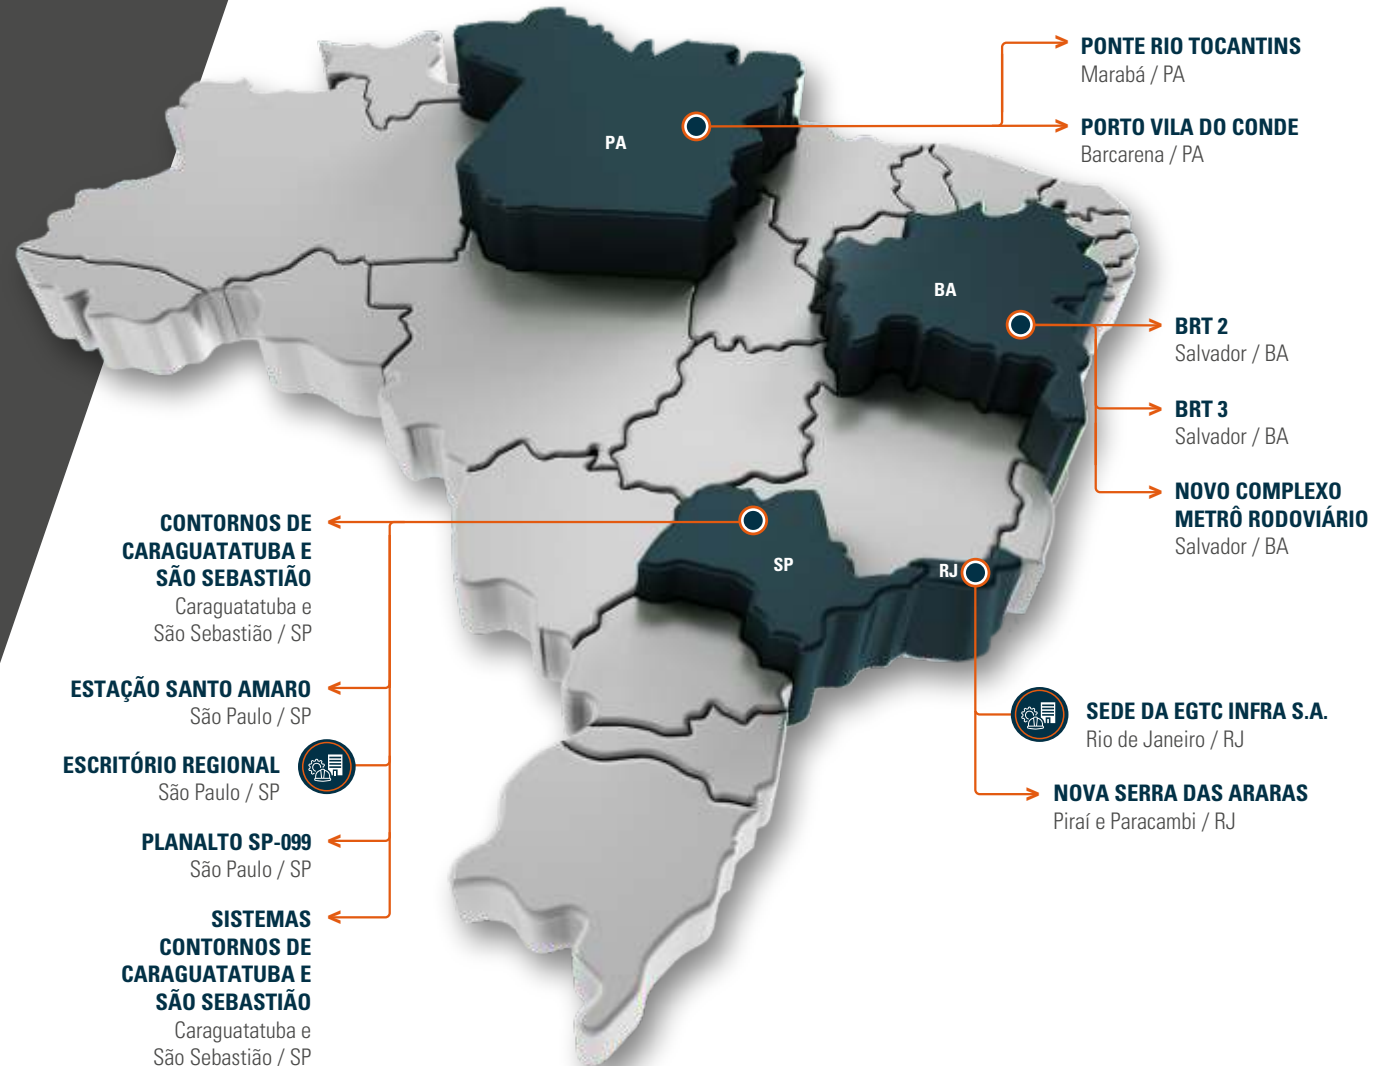 PONTE RIO TOCANTINS
Marabá / PA
PORTO VILA DO CONDE
Barcarena / PA
PA
BA
BRT 2
Salvador / BA
BRT 3
Salvador / BA
NOVO COMPLEXO
METRÔ RODOVIÁRIO
Salvador / BA
CONTORNOS DE
CARAGUATATUBA E
SÃO SEBASTIÃO
Caraguatatuba e
São Sebastião / SP
SP
RJ
ESTAÇÃO SANTO AMARO
São Paulo / SP
ESCRITÓRIO REGIONAL
São Paulo / SP
PLANALTO SP-099
São Paulo / SP
SISTEMAS
CONTORNOS DE
CARAGUATATUBA E
SÃO SEBASTIÃO
Caraguatatuba e
São Sebastião / SP
SEDE DA EGTC INFRA S.A.
Rio de Janeiro / RJ
NOVA SERRA DAS ARARAS
Piraí e Paracambi / RJ